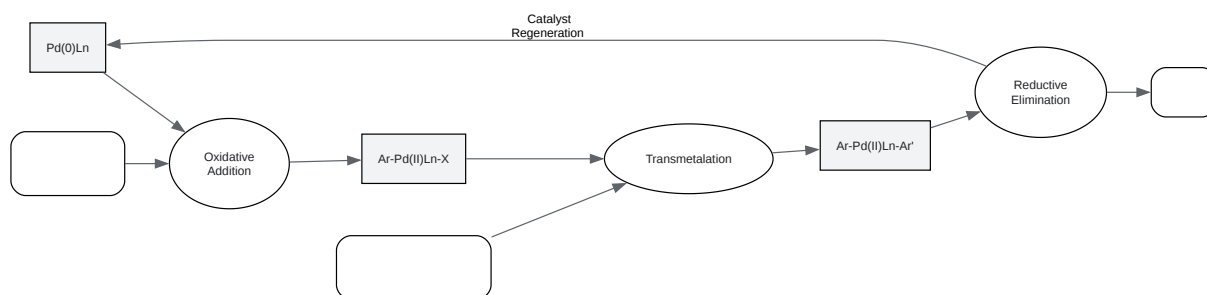 Catalyst
Regeneration
Pd(0)Ln
Reductive
Elimination
Oxidative
Addition
Ar-Pd(II)Ln-X
Transmetalation
Ar-Pd(II)Ln-Ar'